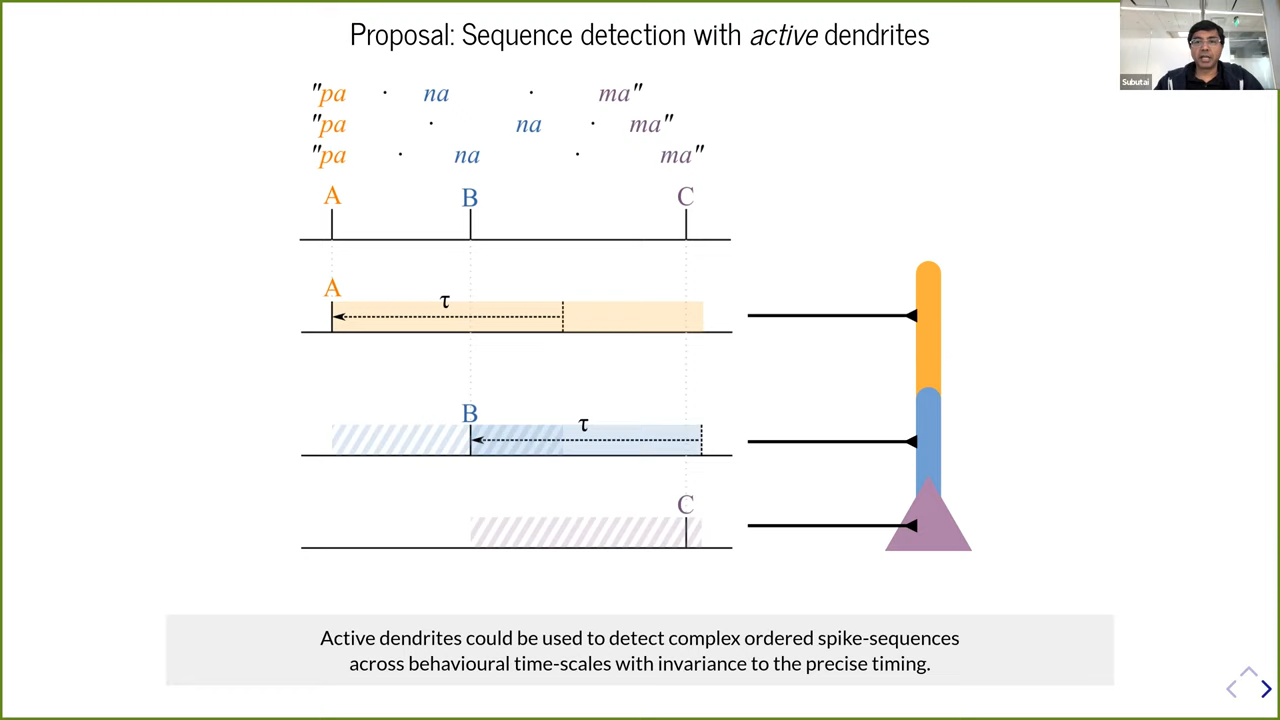 Proposal: Sequence detection with active dendrites
Subutai
"pa · na · ma"
"pa · na · ma"
"pa · na · ma"
A B C
A
τ
B
τ
C
Active dendrites could be used to detect complex ordered spike-sequences
across behavioural time-scales with invariance to the precise timing.